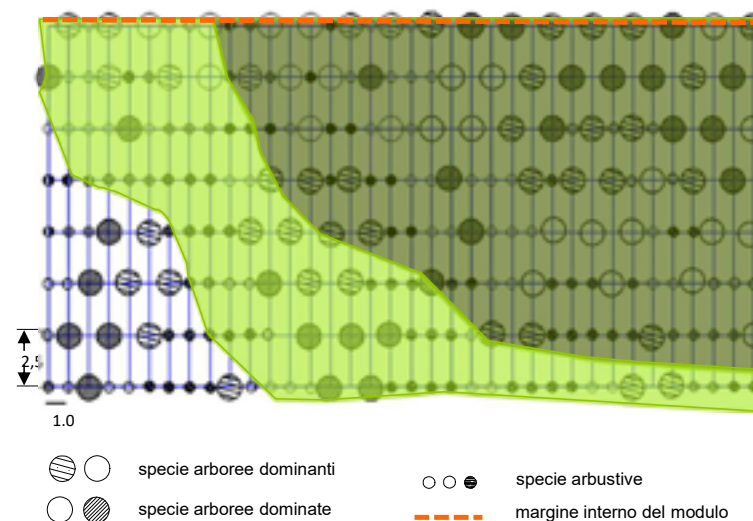 2,5
1.0
specie arboree dominanti
specie arbustive
specie arboree dominate
margine interno del modulo